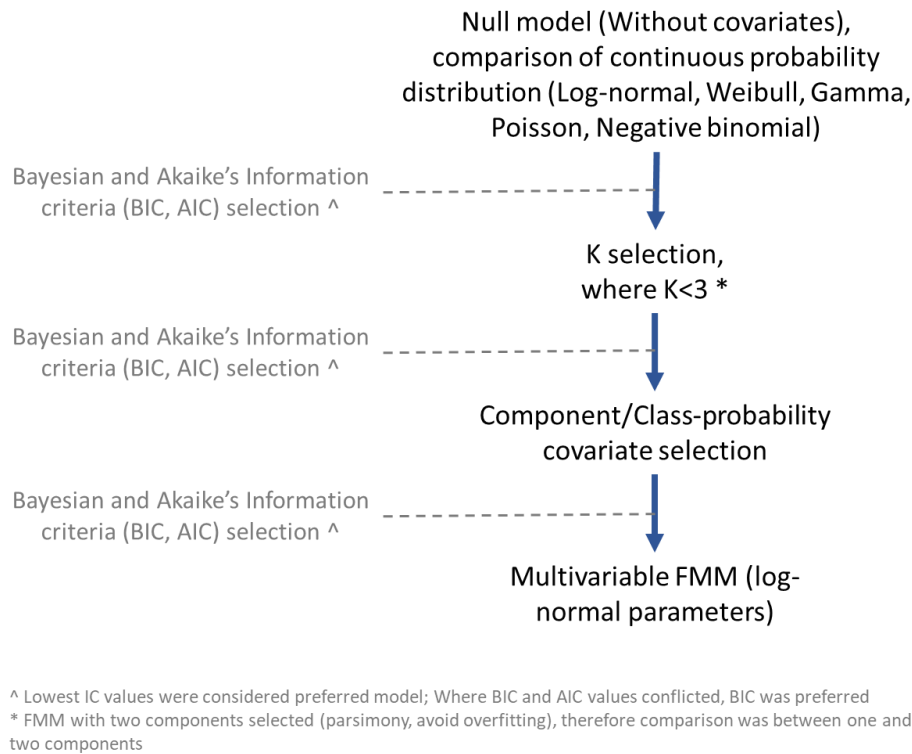 Null model (Without covariates),
comparison of continuous probability
distribution (Log-normal, Weibull, Gamma,
Poisson, Negative binomial)
Bayesian and Akaike's Information
criteria (BIC, AIC) selection ^
K selection,
where K<3 *
Bayesian and Akaike's Information
criteria (BIC, AIC) selection ^
Component/Class-probability
covariate selection
Bayesian and Akaike's Information
criteria (BIC, AIC) selection ^
Multivariable FMM (log-
normal parameters)
^ Lowest IC values were considered preferred model; Where BIC and AIC values conflicted, BIC was preferred
* FMM with two components selected (parsimony, avoid overfitting), therefore comparison was between one and
two components